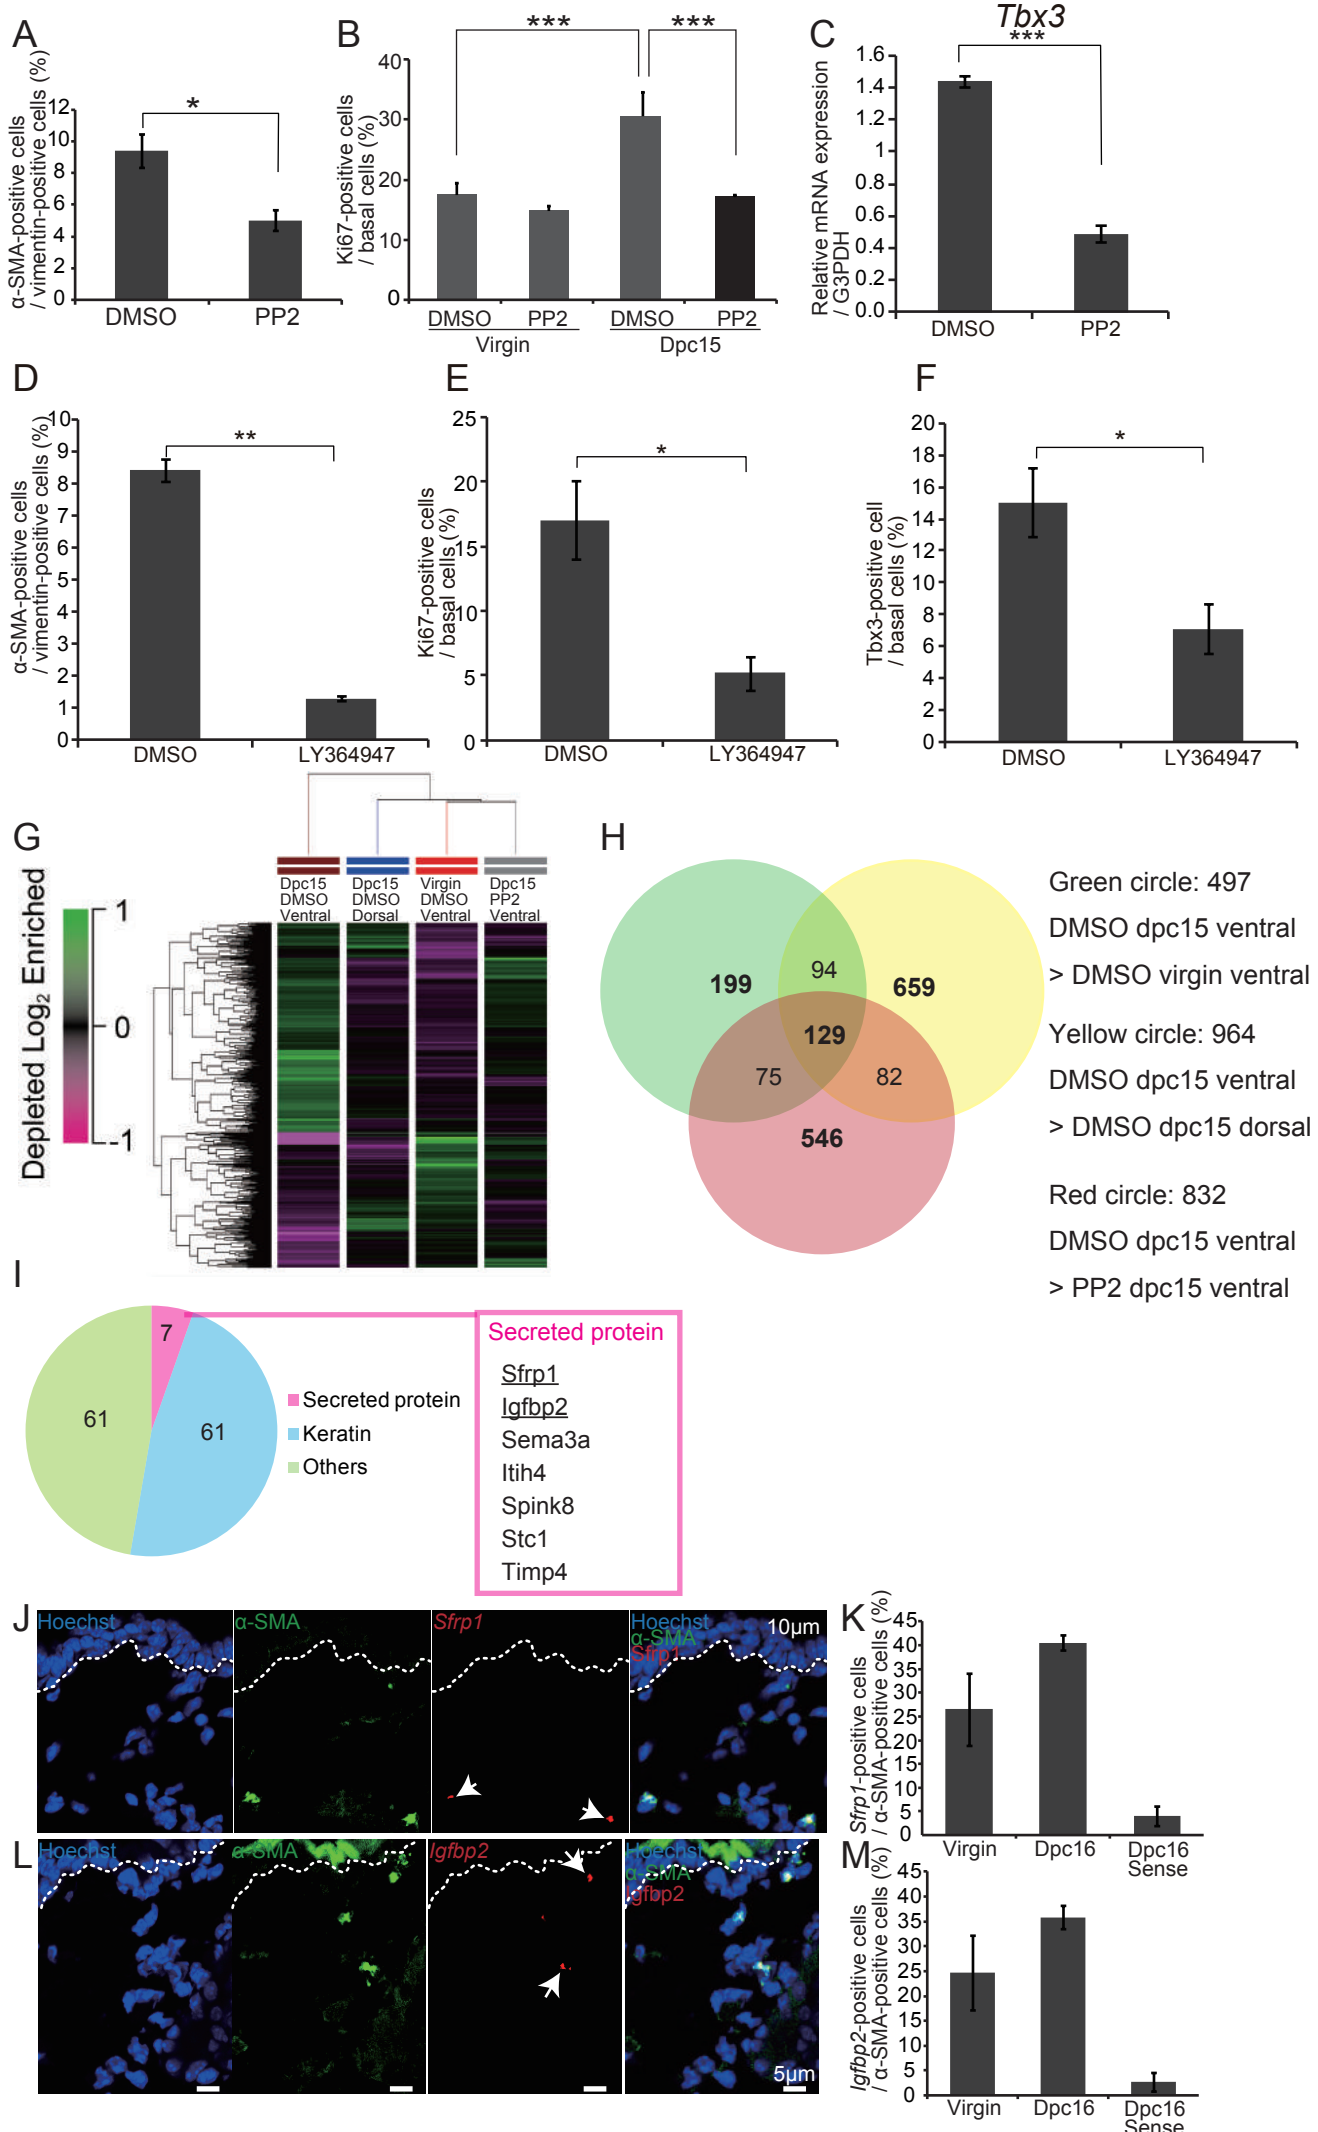 A
α-SMA-positive cells
/ vimentin-positive cells (%)
12
10
8
6
4
2
0
*
DMSO
PP2
B
Ki67-positive cells
/ basal cells (%)
40
30
20
10
0
***
***
DMSO
PP2
DMSO
PP2
Virgin
Dpc15
C
Tbx3
***
Relative mRNA expression
/ G3PDH
1.6
1.4
1.2
1
0.8
0.6
0.4
0.2
0.0
DMSO
PP2
D
α-SMA-positive cells
/ vimentin-positive cells (%)
10
9
8
7
6
5
4
3
2
1
0
**
DMSO
LY364947
E
Ki67-positive cells
/ basal cells (%)
25
20
15
10
5
0
*
DMSO
LY364947
F
Tbx3-positive cell
/ basal cells (%)
20
18
16
14
12
10
8
6
4
2
0
*
DMSO
LY364947
G
Depleted Log2 Enriched
1
0
-1
Dpc15
DMSO
Ventral
Dpc15
DMSO
Dorsal
Virgin
DMSO
Ventral
Dpc15
PP2
Ventral
H
199
94
659
129
75
82
546
Green circle: 497
DMSO dpc15 ventral
> DMSO virgin ventral
Yellow circle: 964
DMSO dpc15 ventral
> DMSO dpc15 dorsal
Red circle: 832
DMSO dpc15 ventral
> PP2 dpc15 ventral
I
7
61
61
Secreted protein
Keratin
Others
Secreted protein
Sfrp1
Igfbp2
Sema3a
Itih4
Spink8
Stc1
Timp4
J
Hoechst
α-SMA
Sfrp1
Hoechst
α-SMA
Sfrp1
10μm
K
Sfrp1-positive cells
/ α-SMA-positive cells (%)
45
40
35
30
25
20
15
10
5
0
Virgin
Dpc16
Dpc16
Sense
L
Hoechst
α-SMA
Igfbp2
Hoechst
α-SMA
Igfbp2
5μm
M
Igfbp2-positive cells
/ α-SMA-positive cells (%)
45
40
35
30
25
20
15
10
5
0
Virgin
Dpc16
Dpc16
Sense